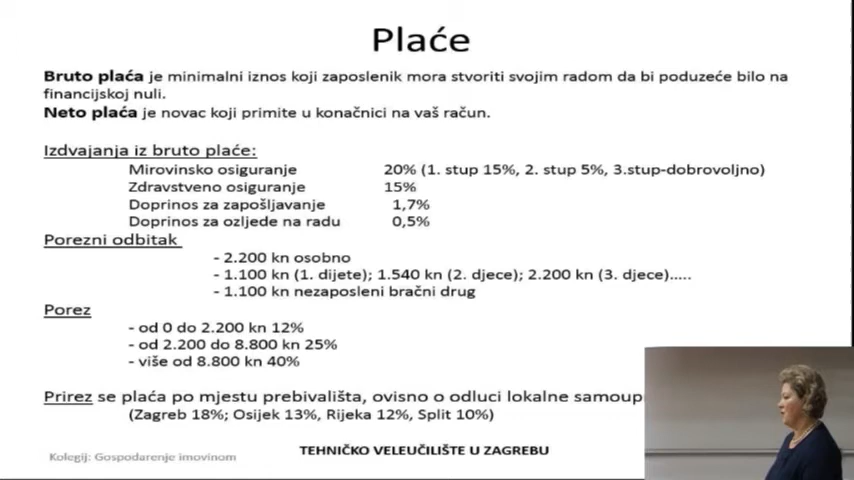 Plaće
Bruto plaća je minimalni iznos koji zaposlenik mora stvoriti svojim radom da bi poduzeće bilo na
financijskoj nuli.
Neto plaća je novac koji primite u konačnici na vaš račun.
Izdvajanja iz bruto plaće:
Mirovinsko osiguranje 20% (1. stup 15%, 2. stup 5%, 3.stup-dobrovoljno)
Zdravstveno osiguranje 15%
Doprinos za zapošljavanje 1,7%
Doprinos za ozljede na radu 0,5%
Porezni odbitak
- 2.200 kn osobno
- 1.100 kn (1. dijete); 1.540 kn (2. djece); 2.200 kn (3. djece).....
- 1.100 kn nezaposleni bračni drug
Porez
- od 0 do 2.200 kn 12%
- od 2.200 do 8.800 kn 25%
- više od 8.800 kn 40%
Prirez se plaća po mjestu prebivališta, ovisno o odluci lokalne
(Zagreb 18%; Osijek 13%, Rijeka 12%, Split 10%)
Kolegij: Gospodarenje imovinom
TEHNIČKO VELEUČILIŠTE U ZAGREBU